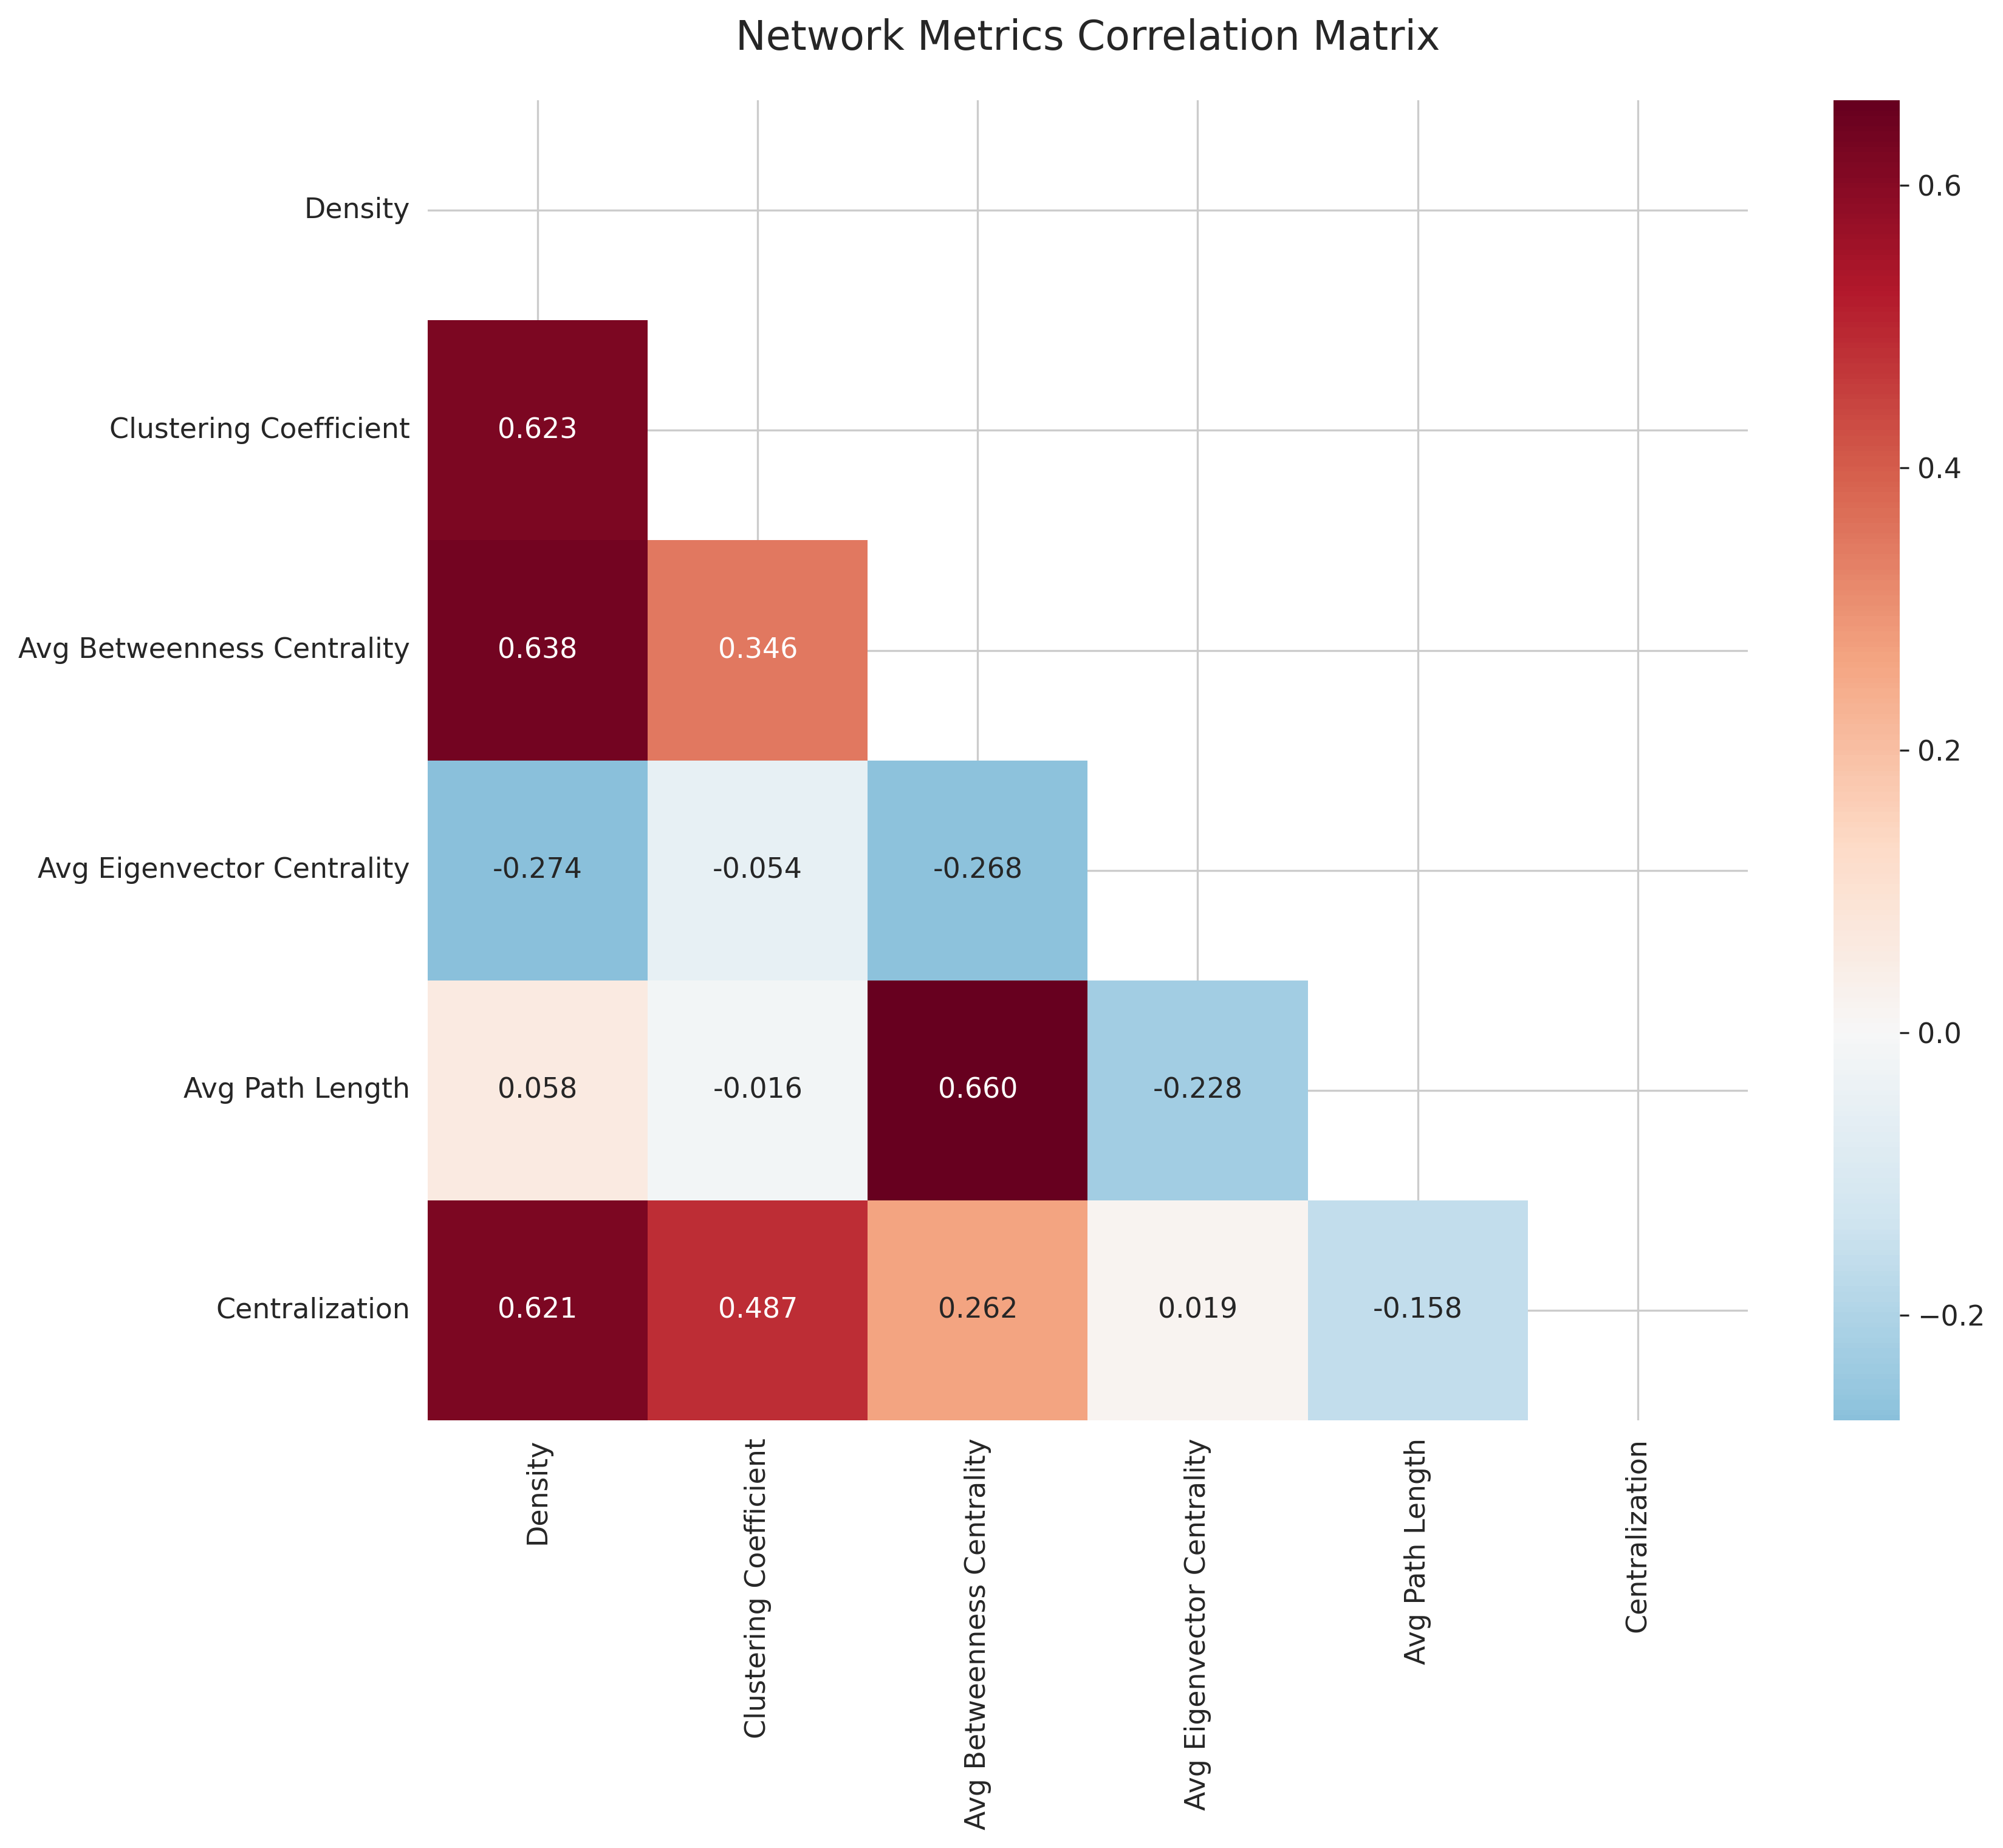 Network Metrics Correlation Matrix
Density
Clustering Coefficient
0.623
Avg Betweenness Centrality
0.638 0.346
Avg Eigenvector Centrality
-0.274 -0.054 -0.268
Avg Path Length
0.058 -0.016 0.660 -0.228
Centralization
0.621 0.487 0.262 0.019 -0.158
Density
Clustering Coefficient
Avg Betweenness Centrality
Avg Eigenvector Centrality
Avg Path Length
Centralization
0.6
0.4
0.2
0.0
−0.2